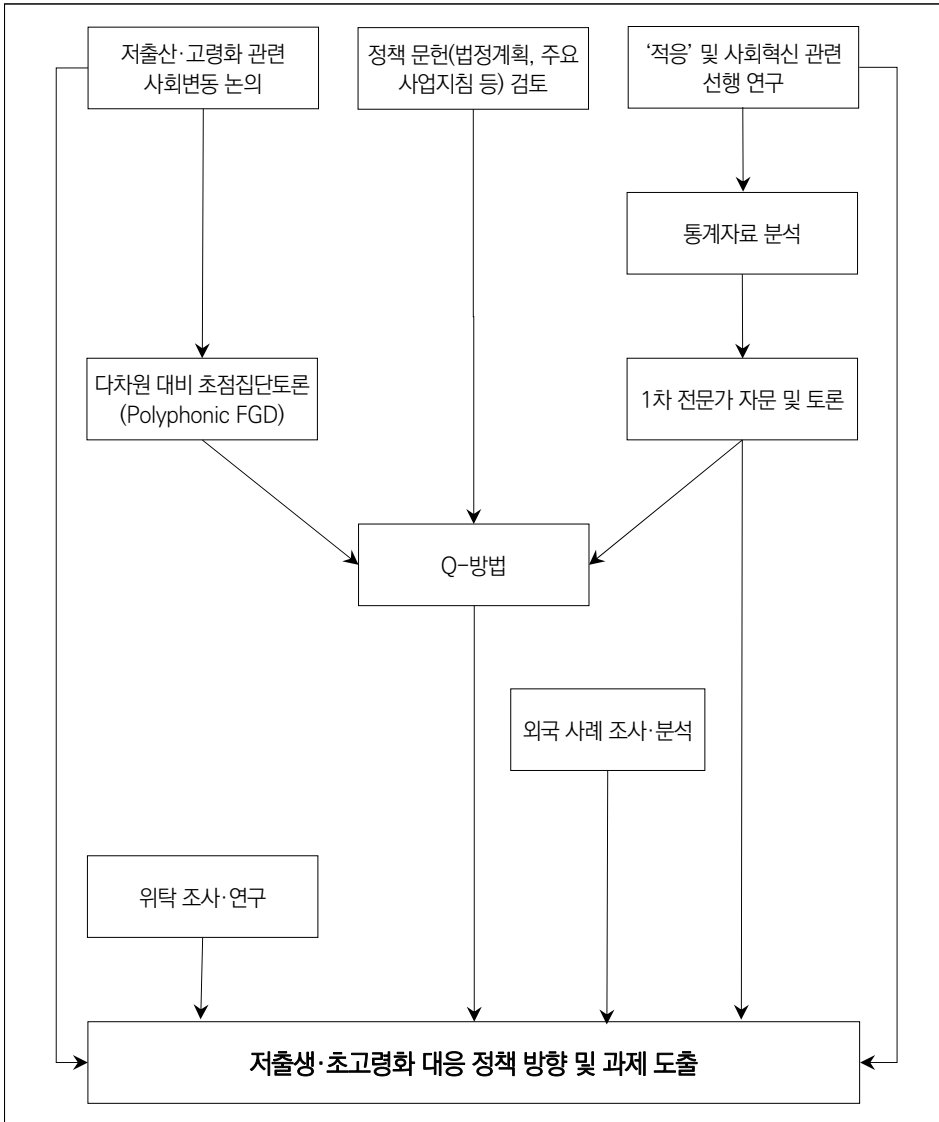 저출산·고령화 관련
사회변동 논의
정책 문헌(법정계획, 주요
사업지침 등) 검토
‘적응’ 및 사회혁신 관련
선행 연구
통계자료 분석
다차원 대비 초점집단토론
(Polyphonic FGD)
1차 전문가 자문 및 토론
Q-방법
외국 사례 조사·분석
위탁 조사·연구
저출생·초고령화 대응 정책 방향 및 과제 도출